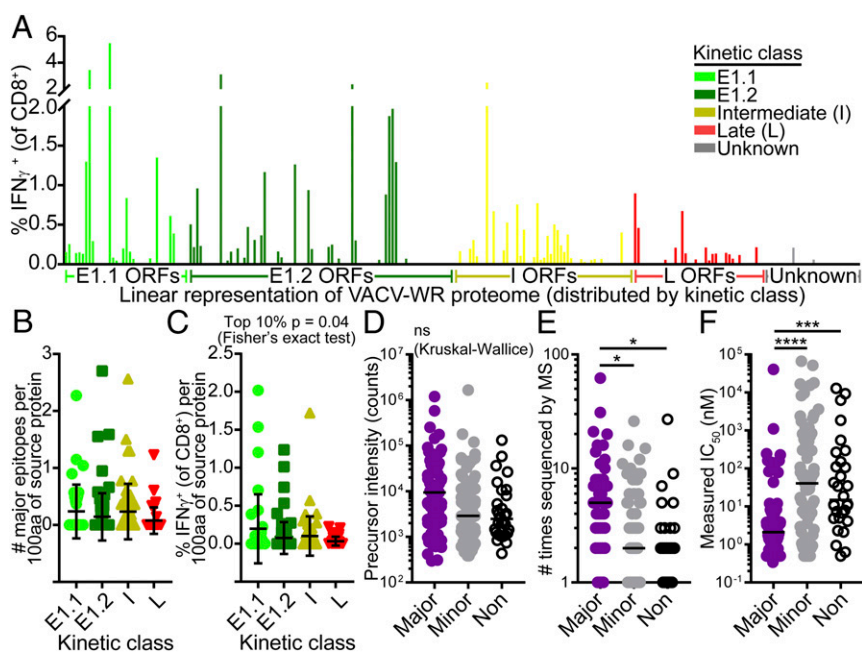 A
% IFNγ + (of CD8+)
6
4
2
2.0
1.5
1.0
0.5
0.0
Kinetic class
E1.1
E1.2
Intermediate (I)
Late (L)
Unknown
E1.1 ORFs
E1.2 ORFs
I ORFs
L ORFs
Unknown
Linear representation of VACV-WR proteome (distributed by kinetic class)
B
# major epitopes per
100aa of source protein
3
2
1
0
E1.1
E1.2
I
L
Kinetic class
C
Top 10% p = 0.04
(Fisher's exact test)
% IFNγ+ (of CD8+) per
100aa of source protein
2.5
2.0
1.5
1.0
0.5
0.0
E1.1
E1.2
I
L
Kinetic class
D
ns
(Kruskal-Wallice)
Precursor intensity (counts)
10⁷
10⁶
10⁵
10⁴
10³
10²
Major
Minor
Non
E
*
*
# times sequenced by MS
100
10
1
Major
Minor
Non
F
***
****
Measured IC₅₀ (nM)
10⁵
10⁴
10³
10²
10¹
10⁰
10⁻¹
Major
Minor
Non